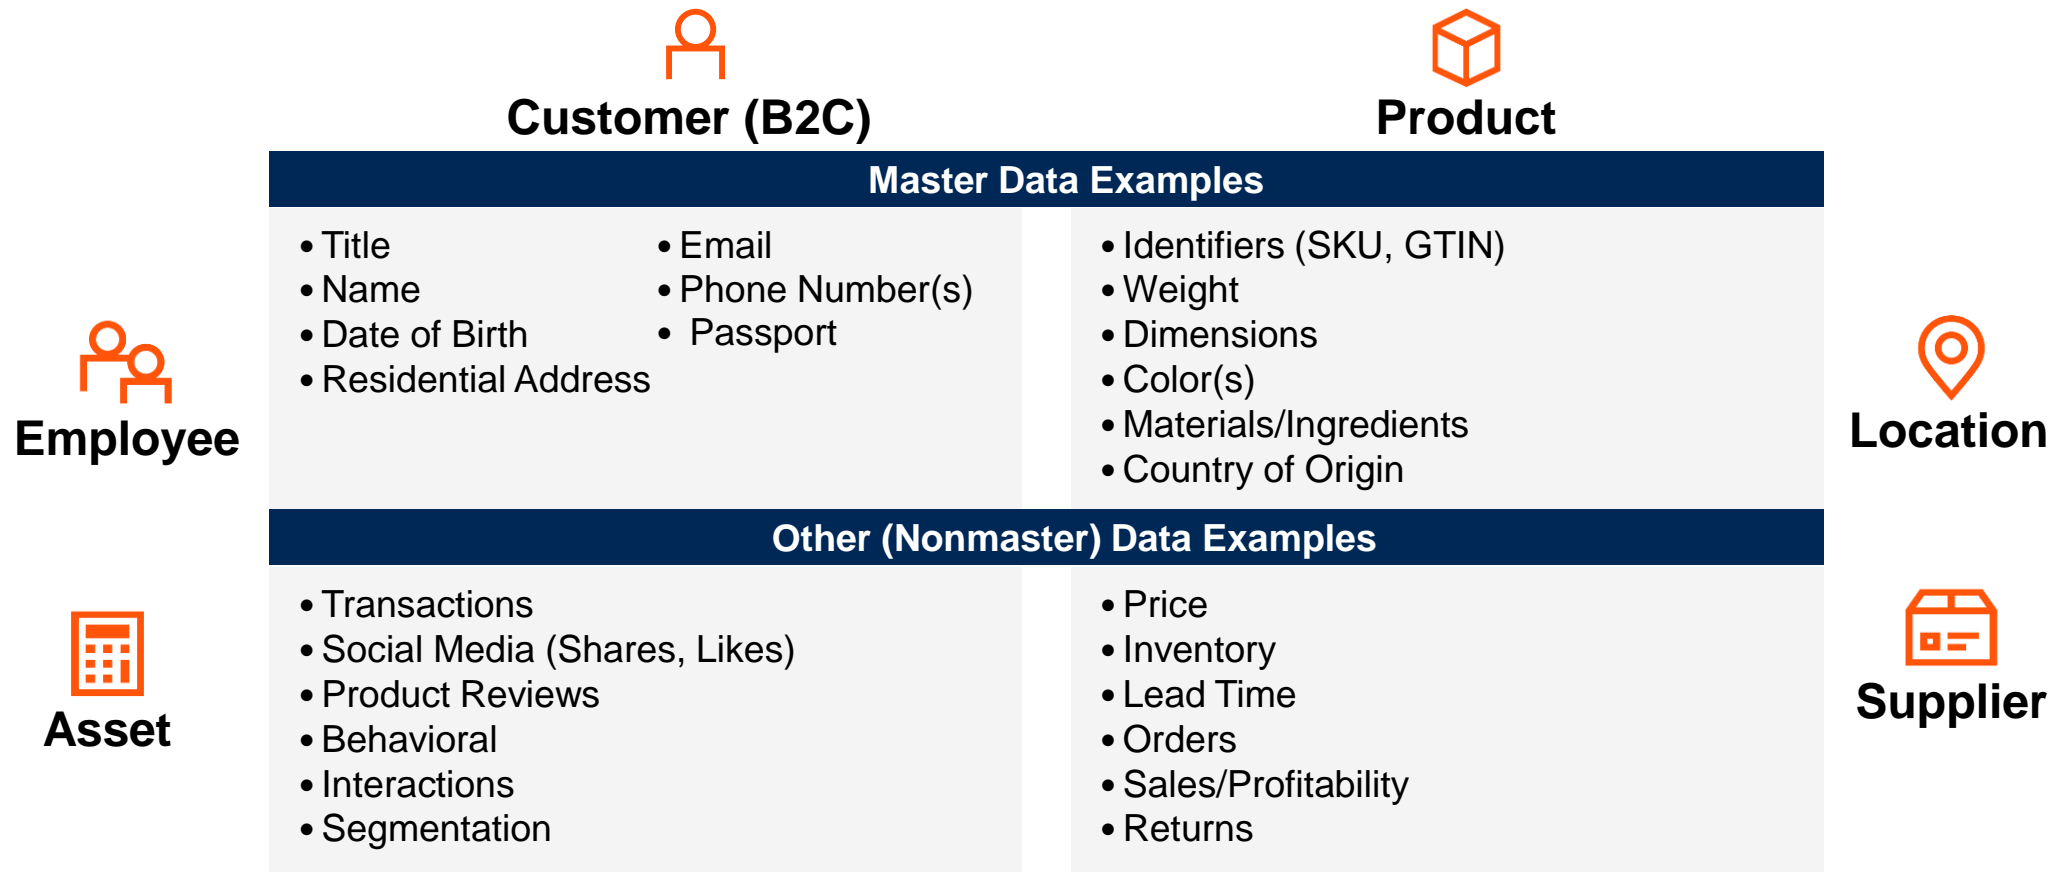 Customer (B2C)
Product
Master Data Examples
• Title
• Name
• Date of Birth
• Residential Address
• Email
• Phone Number(s)
• Passport
• Identifiers (SKU, GTIN)
• Weight
• Dimensions
• Color(s)
• Materials/Ingredients
• Country of Origin
Employee
Location
Other (Nonmaster) Data Examples
• Transactions
• Social Media (Shares, Likes)
• Product Reviews
• Behavioral
• Interactions
• Segmentation
• Price
• Inventory
• Lead Time
• Orders
• Sales/Profitability
• Returns
Asset
Supplier